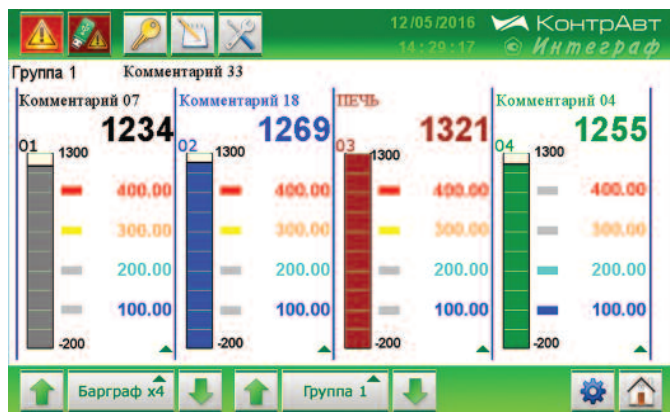 12/05/2016 КонтрАвт
14:29:17 Интеграф
Группа 1 Комментарий 33
Комментарий 07 Комментарий 18 ПЕЧЬ Комментарий 04
1234 1269 1321 1255
01 1300 02 1300 03 1300 04 1300
400.00 400.00 400.00 400.00
300.00 300.00 300.00 300.00
200.00 200.00 200.00 200.00
100.00 100.00 100.00 100.00
-200 -200 -200 -200
Барграф x4 Группа 1